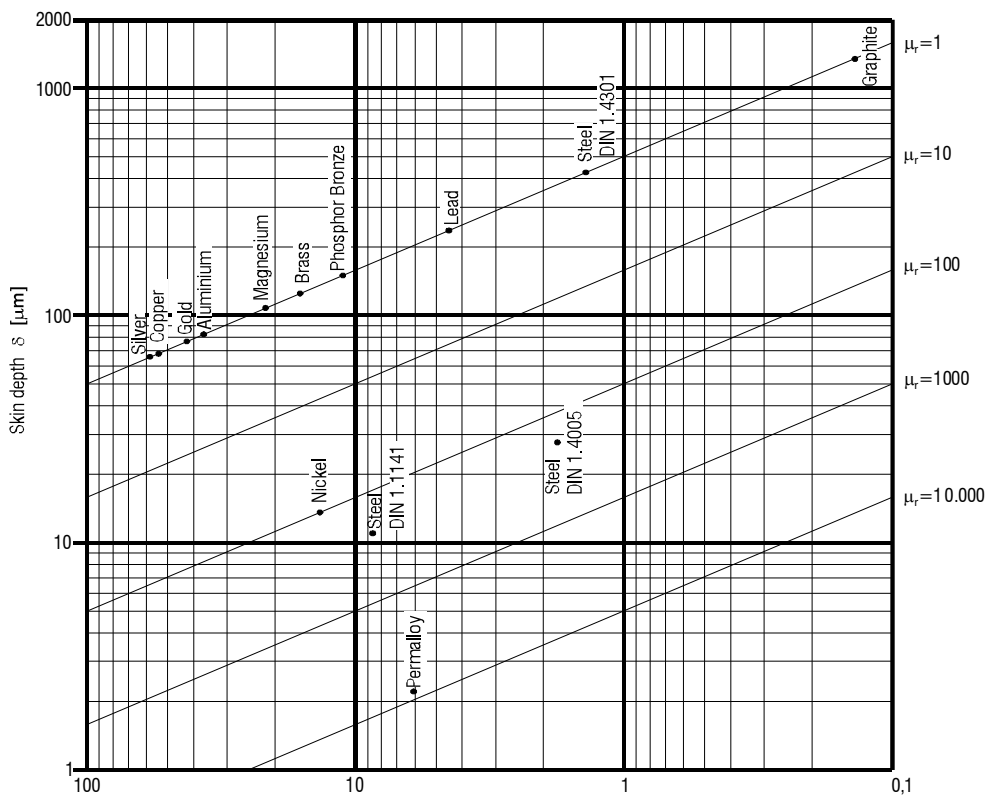 2000
1000
100
10
1
Skin depth δ [μm]
100
10
1
0,1
μr=1
μr=10
μr=100
μr=1000
μr=10.000
Silver
Copper
Gold
Aluminium
Magnesium
Brass
Phosphor Bronze
Lead
Steel
DIN 1.4301
Graphite
Nickel
Steel
DIN 1.1141
Steel
DIN 1.4005
Permalloy